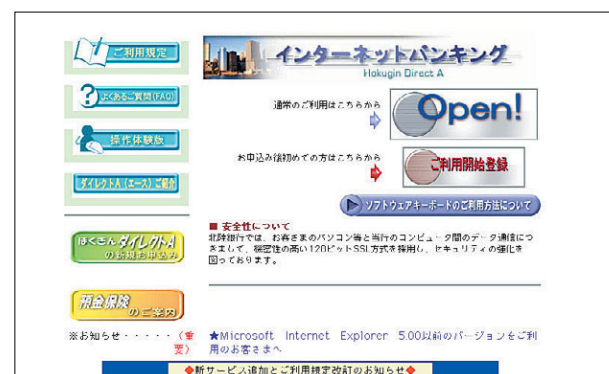 ご利用規定
よくあるご質問(FAQ)
操作体験版
ダイレクトA(エース)ご紹介
ほくぎんダイレクトA
の新規お申込み
預金保険
のご案内
インターネットバンキング
Hokugin Direct A
通常のご利用はこちらから
Open!
お申込み後初めての方はこちらから
ご利用開始登録
ソフトウェアキーボードのご利用方法について
■ 安全性について
北陸銀行では、お客さまのパソコン等と当行のコンピュータ間のデータ通信につ
きまして、機密性の高い128ビットSSL方式を採用し、セキュリティの強化を
図っております。
※お知らせ・・・・・(重
要)
★Microsoft Internet Explorer 5.00以前のバージョンをご利
用のお客さまへ
◆新サービス追加とご利用規定改訂のお知らせ◆